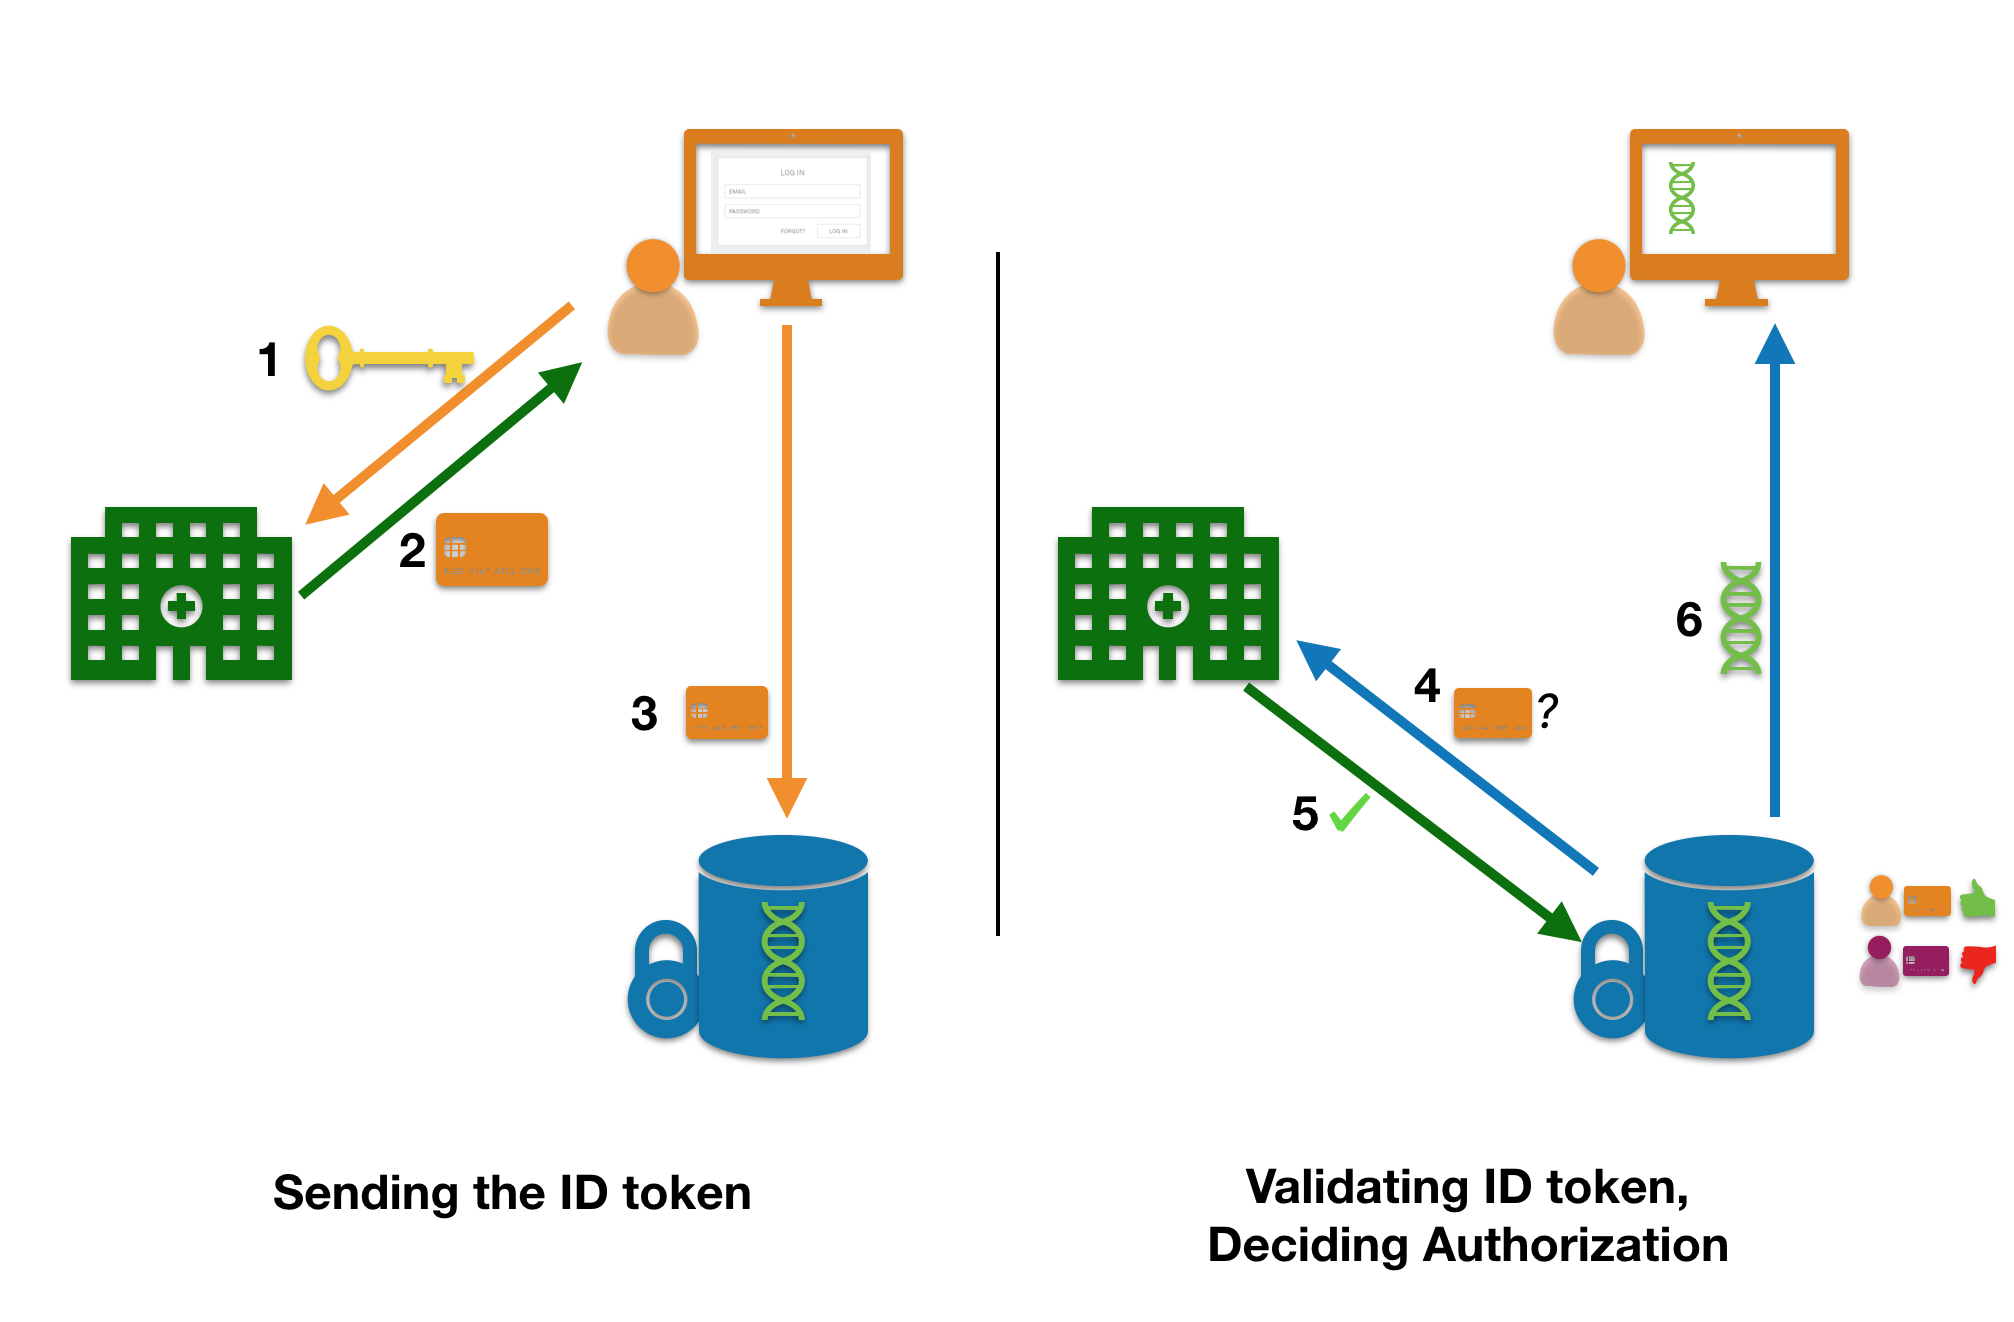 LOG IN
EMAIL
PASSWORD
FORGOT? LOG IN
1
2
3
4 ?
5
6
Sending the ID token
Validating ID token,
Deciding Authorization